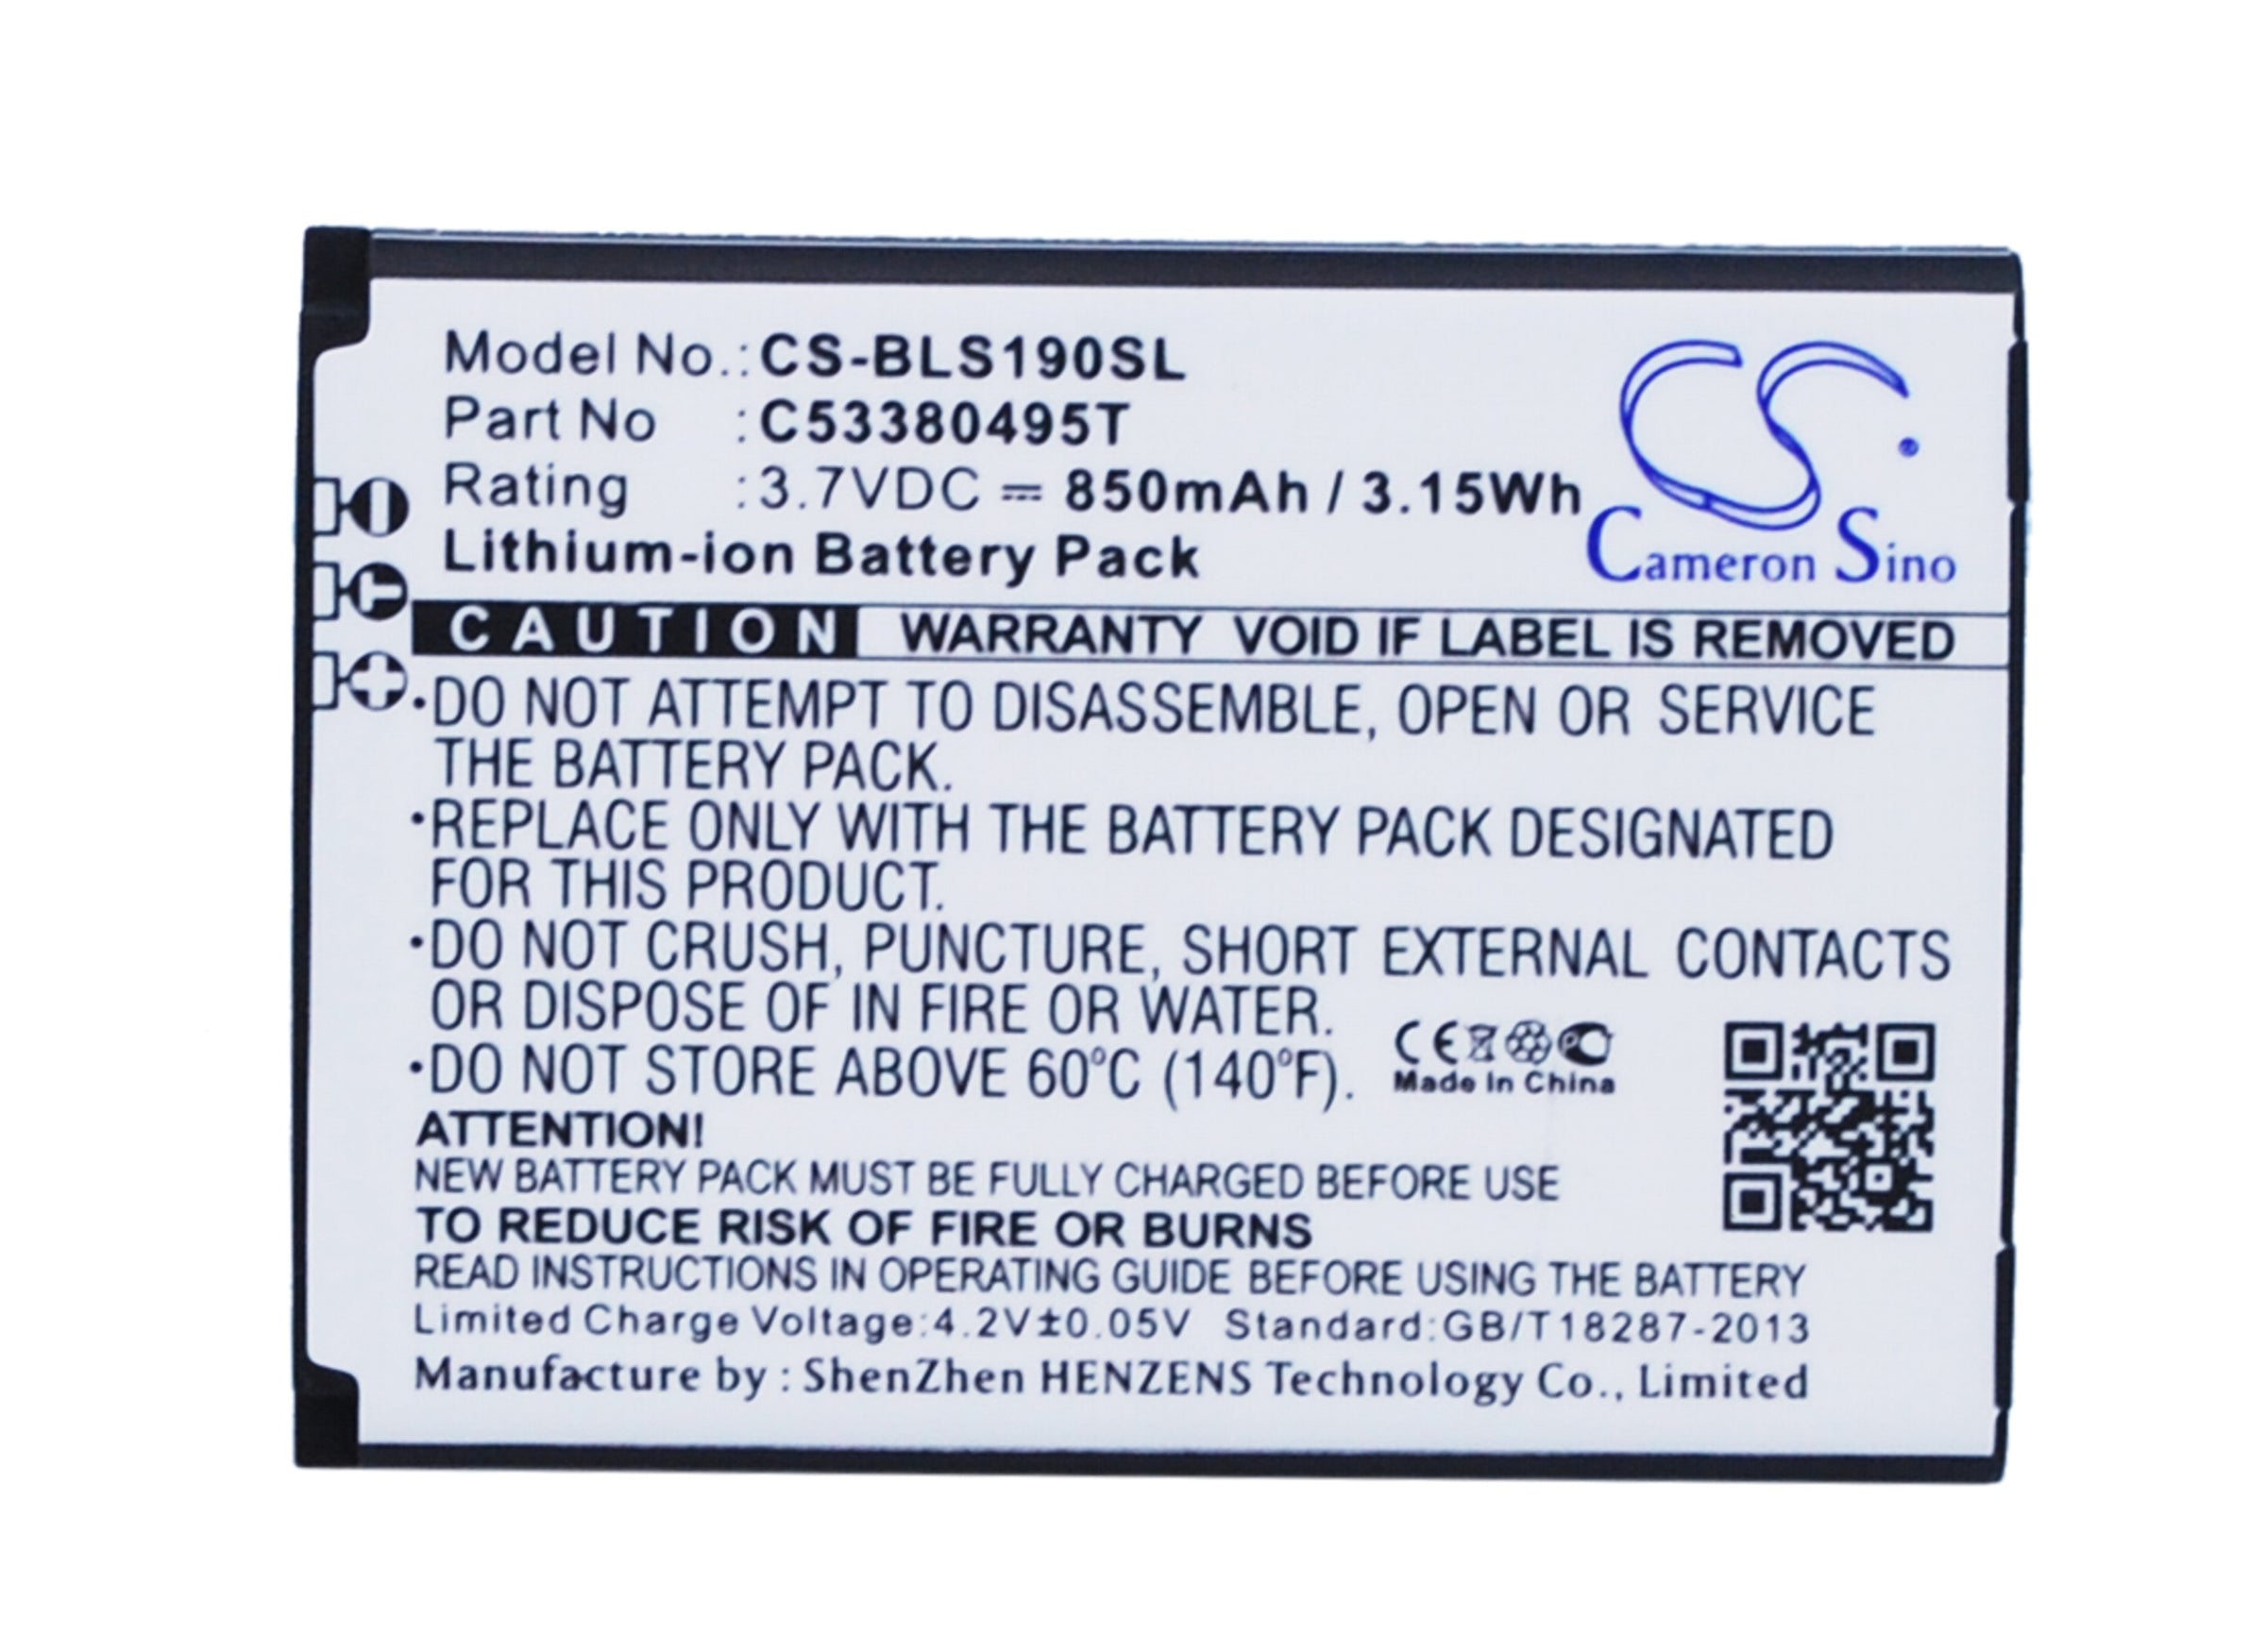 Model No.: CS-BLS190SL
Part No : C53380495T
Rating : 3.7VDC ⎓ 850mAh / 3.15Wh
Lithium-ion Battery Pack
CS ®
Cameron Sino
CAUTION WARRANTY VOID IF LABEL IS REMOVED
·DO NOT ATTEMPT TO DISASSEMBLE, OPEN OR SERVICE
THE BATTERY PACK.
·REPLACE ONLY WITH THE BATTERY PACK DESIGNATED
FOR THIS PRODUCT.
·DO NOT CRUSH, PUNCTURE, SHORT EXTERNAL CONTACTS
OR DISPOSE OF IN FIRE OR WATER.
·DO NOT STORE ABOVE 60°C (140°F).
CE PC
Made In China
ATTENTION!
NEW BATTERY PACK MUST BE FULLY CHARGED BEFORE USE
TO REDUCE RISK OF FIRE OR BURNS
READ INSTRUCTIONS IN OPERATING GUIDE BEFORE USING THE BATTERY
Limited Charge Voltage:4.2V±0.05V Standard:GB/T18287-2013
Manufacture by : ShenZhen HENZENS Technology Co., Limited